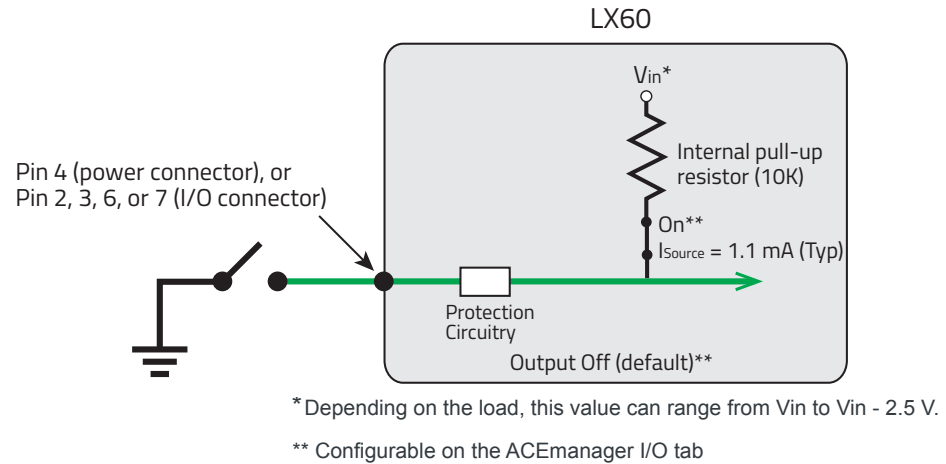 LX60
Vin*
Internal pull-up
resistor (10K)
Pin 4 (power connector), or
Pin 2, 3, 6, or 7 (I/O connector)
On**
ISource = 1.1 mA (Typ)
Protection
Circuitry
Output Off (default)**
*Depending on the load, this value can range from Vin to Vin - 2.5 V.
** Configurable on the ACEmanager I/O tab